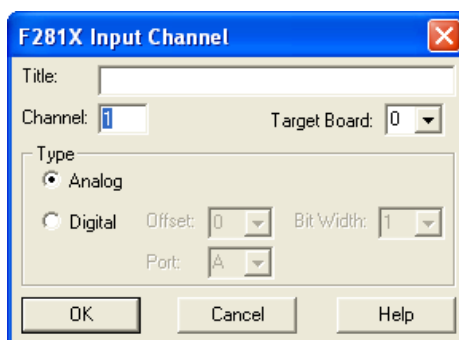 F281X Input Channel
Title:
Channel: 1 Target Board: 0
Type
Analog
Digital Offset: 0 Bit Width: 1
Port: A
OK Cancel Help